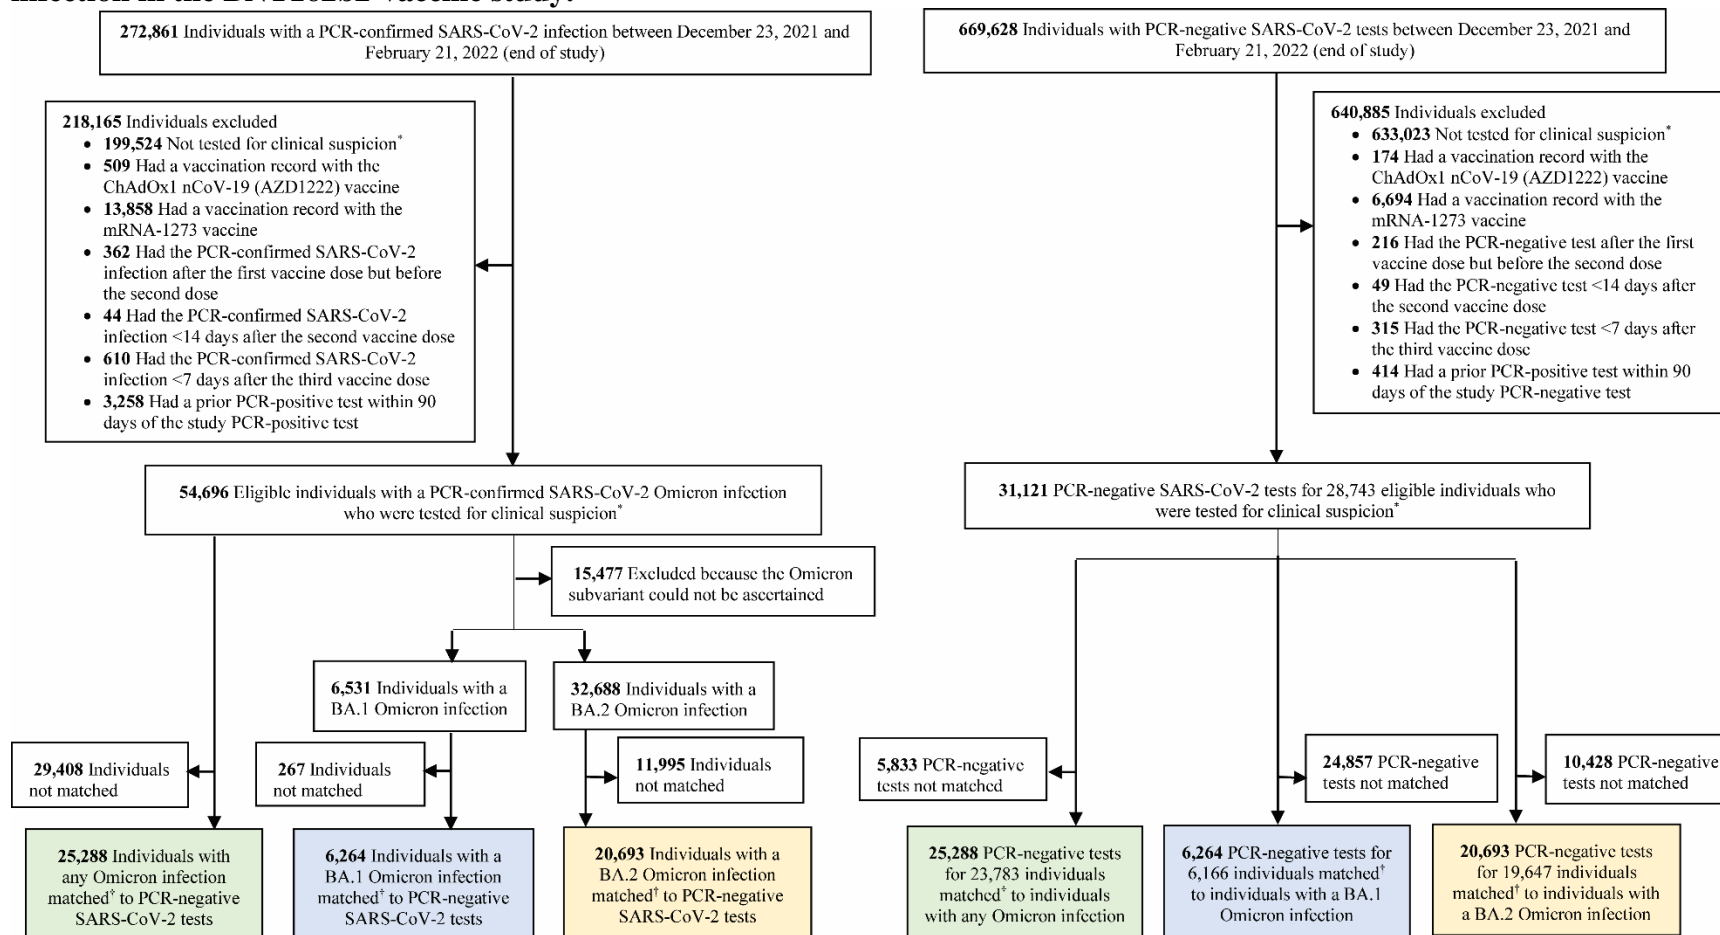 infection in the BNT162b2 vaccine study.
272,861 Individuals with a PCR-confirmed SARS-CoV-2 infection between December 23, 2021 and
February 21, 2022 (end of study)
669,628 Individuals with PCR-negative SARS-CoV-2 tests between December 23, 2021 and
February 21, 2022 (end of study)
218,165 Individuals excluded
• 199,524 Not tested for clinical suspicion*
• 509 Had a vaccination record with the
ChAdOx1 nCoV-19 (AZD1222) vaccine
• 13,858 Had a vaccination record with the
mRNA-1273 vaccine
• 362 Had the PCR-confirmed SARS-CoV-2
infection after the first vaccine dose but before
the second dose
• 44 Had the PCR-confirmed SARS-CoV-2
infection <14 days after the second vaccine dose
• 610 Had the PCR-confirmed SARS-CoV-2
infection <7 days after the third vaccine dose
• 3,258 Had a prior PCR-positive test within 90
days of the study PCR-positive test
640,885 Individuals excluded
• 633,023 Not tested for clinical suspicion*
• 174 Had a vaccination record with the
ChAdOx1 nCoV-19 (AZD1222) vaccine
• 6,694 Had a vaccination record with the
mRNA-1273 vaccine
• 216 Had the PCR-negative test after the first
vaccine dose but before the second dose
• 49 Had the PCR-negative test <14 days after
the second vaccine dose
• 315 Had the PCR-negative test <7 days after
the third vaccine dose
• 414 Had a prior PCR-positive test within 90
days of the study PCR-negative test
54,696 Eligible individuals with a PCR-confirmed SARS-CoV-2 Omicron infection
who were tested for clinical suspicion*
31,121 PCR-negative SARS-CoV-2 tests for 28,743 eligible individuals who
were tested for clinical suspicion*
15,477 Excluded because the Omicron
subvariant could not be ascertained
6,531 Individuals with a
BA.1 Omicron infection
32,688 Individuals with a
BA.2 Omicron infection
29,408 Individuals
not matched
267 Individuals
not matched
11,995 Individuals
not matched
5,833 PCR-negative
tests not matched
24,857 PCR-negative
tests not matched
10,428 PCR-negative
tests not matched
25,288 Individuals with
any Omicron infection
matched† to PCR-negative
SARS-CoV-2 tests
6,264 Individuals with a
BA.1 Omicron infection
matched† to PCR-negative
SARS-CoV-2 tests
20,693 Individuals with a
BA.2 Omicron infection
matched† to PCR-negative
SARS-CoV-2 tests
25,288 PCR-negative tests
for 23,783 individuals
matched† to individuals
with any Omicron infection
6,264 PCR-negative tests for
6,166 individuals matched†
to individuals with a BA.1
Omicron infection
20,693 PCR-negative tests
for 19,647 individuals
matched† to individuals with
a BA.2 Omicron infection